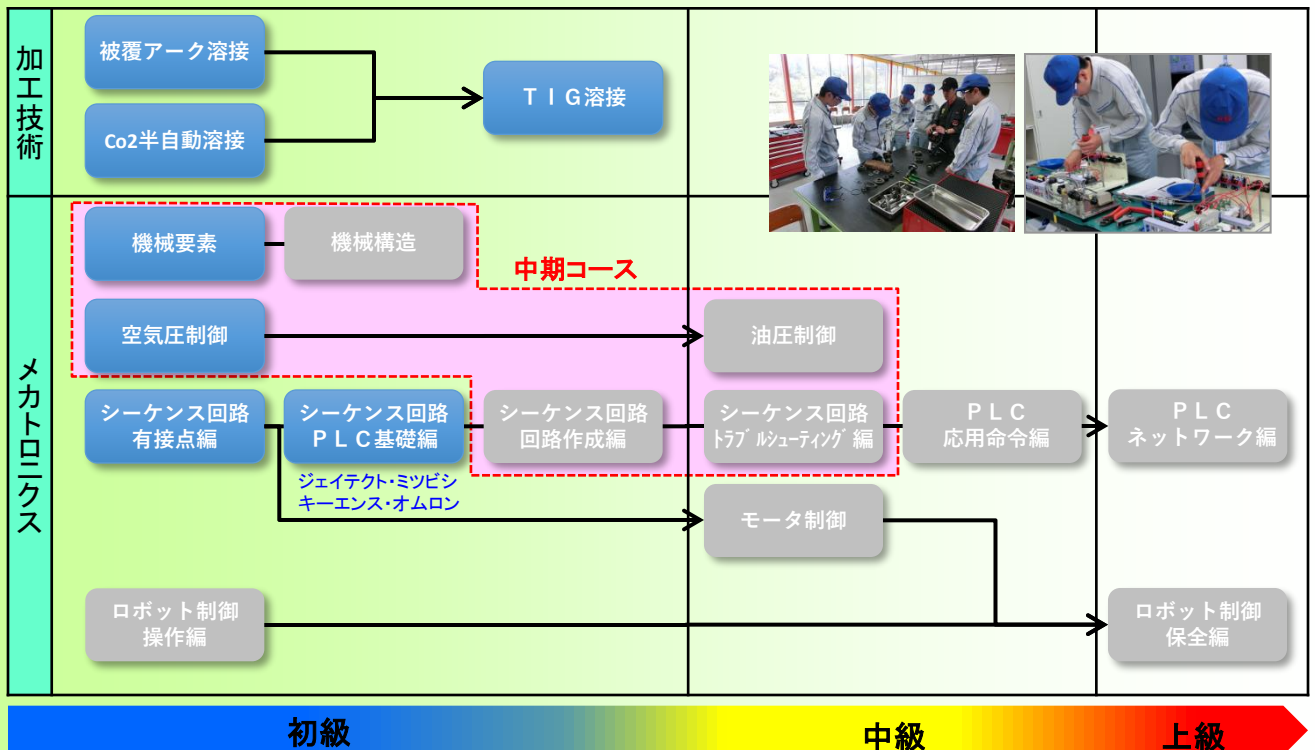 加工技術
被覆アーク溶接
Co2半自動溶接
ＴＩＧ溶接
メカトロニクス
機械要素
機械構造
中期コース
空気圧制御
油圧制御
シーケンス回路
有接点編
シーケンス回路
ＰＬＣ基礎編
シーケンス回路
回路作成編
シーケンス回路
ﾄﾗﾌﾞﾙｼｭｰﾃｨﾝｸﾞ編
ＰＬＣ
応用命令編
ＰＬＣ
ネットワーク編
ジェイテクト・ミツビシ
キーエンス・オムロン
モータ制御
ロボット制御
操作編
ロボット制御
保全編
初級
中級
上級